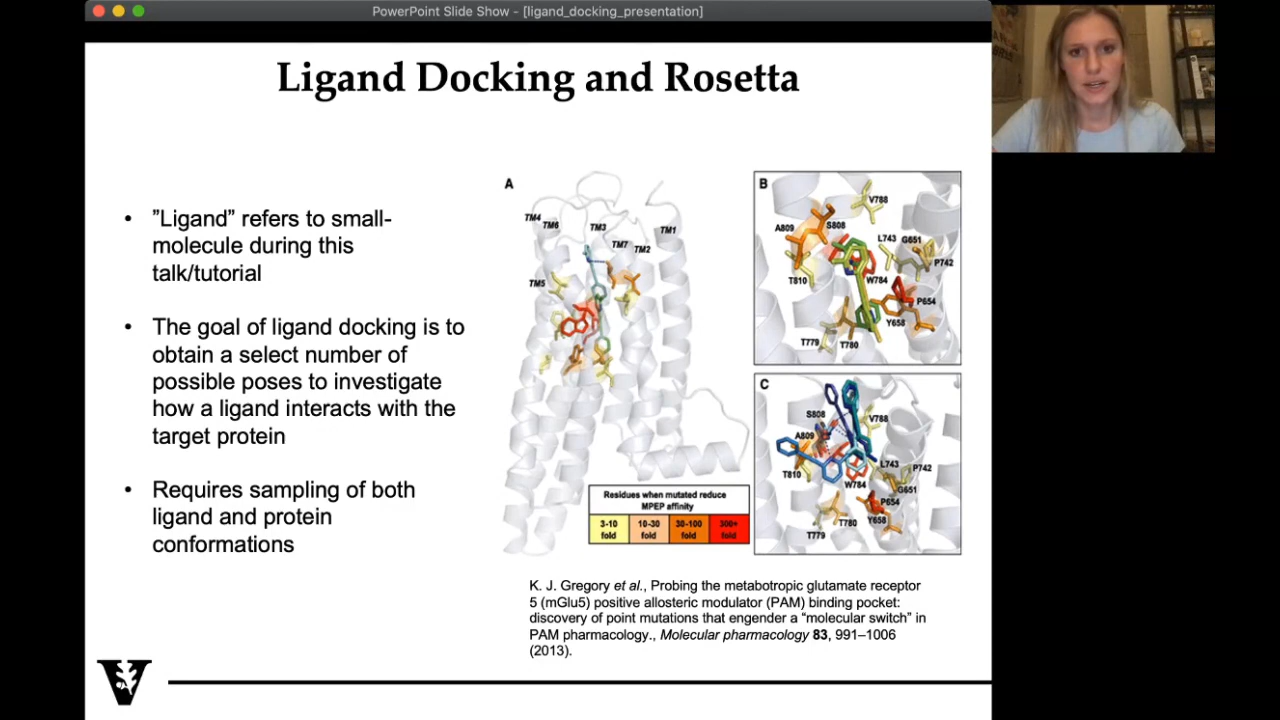 PowerPoint Slide Show - [ligand_docking_presentation]
Ligand Docking and Rosetta
• ”Ligand” refers to small-
molecule during this
talk/tutorial
• The goal of ligand docking is to
obtain a select number of
possible poses to investigate
how a ligand interacts with the
target protein
• Requires sampling of both
ligand and protein
conformations
A
TM4
TM6
TM3
TM1
TM7
TM2
TM5
Residues when mutated reduce
MPEP affinity
3-10 fold
10-30 fold
30-100 fold
300+ fold
B
V788
A809
S808
L743
G651
P742
T810
W784
P654
Y658
T779
T780
C
S808
V788
A809
L743
P742
T810
W784
G651
P654
T780
Y658
T779
K. J. Gregory et al., Probing the metabotropic glutamate receptor
5 (mGlu5) positive allosteric modulator (PAM) binding pocket:
discovery of point mutations that engender a “molecular switch” in
PAM pharmacology., Molecular pharmacology 83, 991–1006
(2013).
V